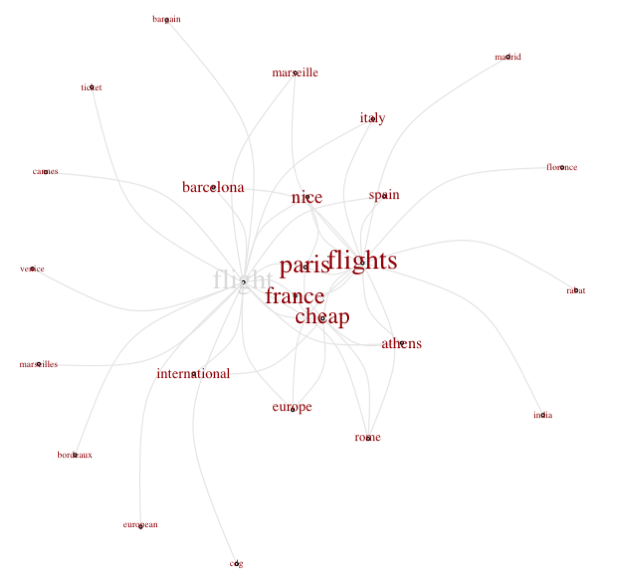 bargain
madrid
marseille
ticket
italy
florence
cannes
barcelona
nice
spain
paris
flights
venice
flight
rabat
france
cheap
athens
marseilles
international
europe
india
rome
bordeaux
european
cdg